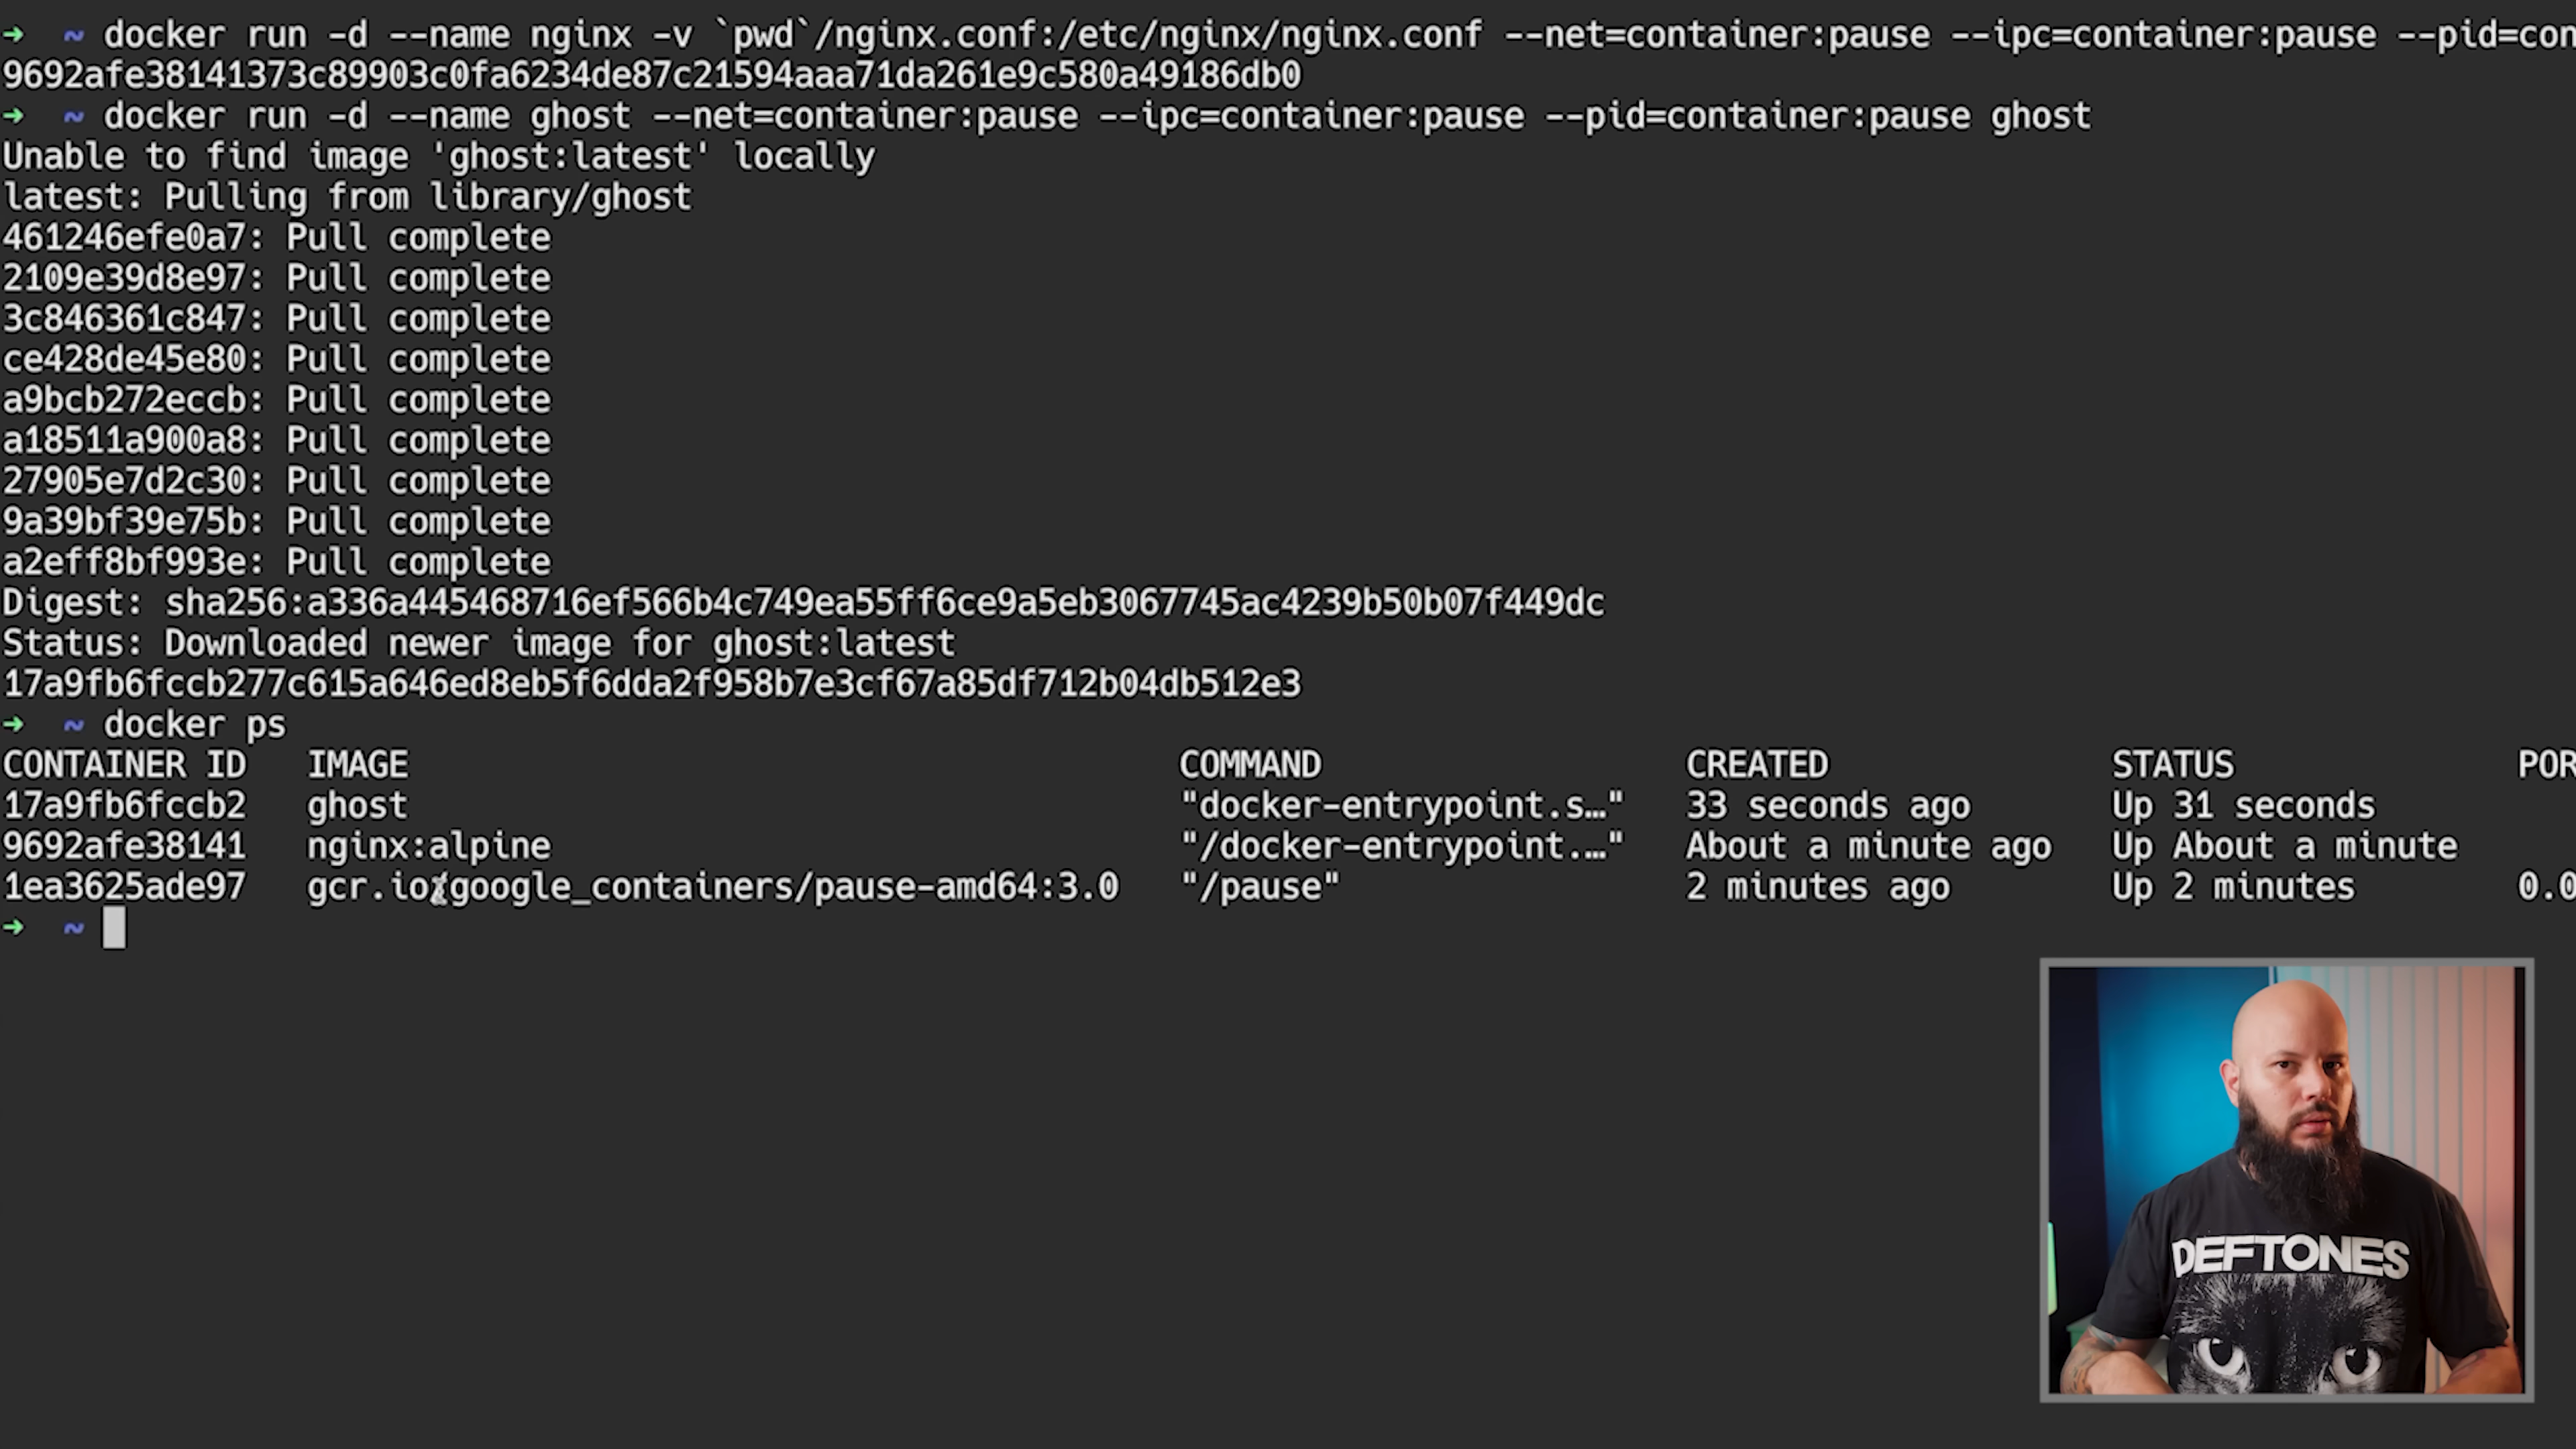 → ~ docker run -d --name nginx -v `pwd`/nginx.conf:/etc/nginx/nginx.conf --net=container:pause --ipc=container:pause --pid=con
9692afe38141373c89903c0fa6234de87c21594aaa71da261e9c580a49186db0
→ ~ docker run -d --name ghost --net=container:pause --ipc=container:pause --pid=container:pause ghost
Unable to find image 'ghost:latest' locally
latest: Pulling from library/ghost
461246efe0a7: Pull complete
2109e39d8e97: Pull complete
3c846361c847: Pull complete
ce428de45e80: Pull complete
a9bcb272eccb: Pull complete
a18511a900a8: Pull complete
27905e7d2c30: Pull complete
9a39bf39e75b: Pull complete
a2eff8bf993e: Pull complete
Digest: sha256:a336a445468716ef566b4c749ea55ff6ce9a5eb3067745ac4239b50b07f449dc
Status: Downloaded newer image for ghost:latest
17a9fb6fccb277c615a646ed8eb5f6dda2f958b7e3cf67a85df712b04db512e3
→ ~ docker ps
CONTAINER ID IMAGE COMMAND CREATED STATUS POR
17a9fb6fccb2 ghost "docker-entrypoint.s…" 33 seconds ago Up 31 seconds
9692afe38141 nginx:alpine "/docker-entrypoint.…" About a minute ago Up About a minute
1ea3625ade97 gcr.io/google_containers/pause-amd64:3.0 "/pause" 2 minutes ago Up 2 minutes 0.0
→ ~
DEFTONES